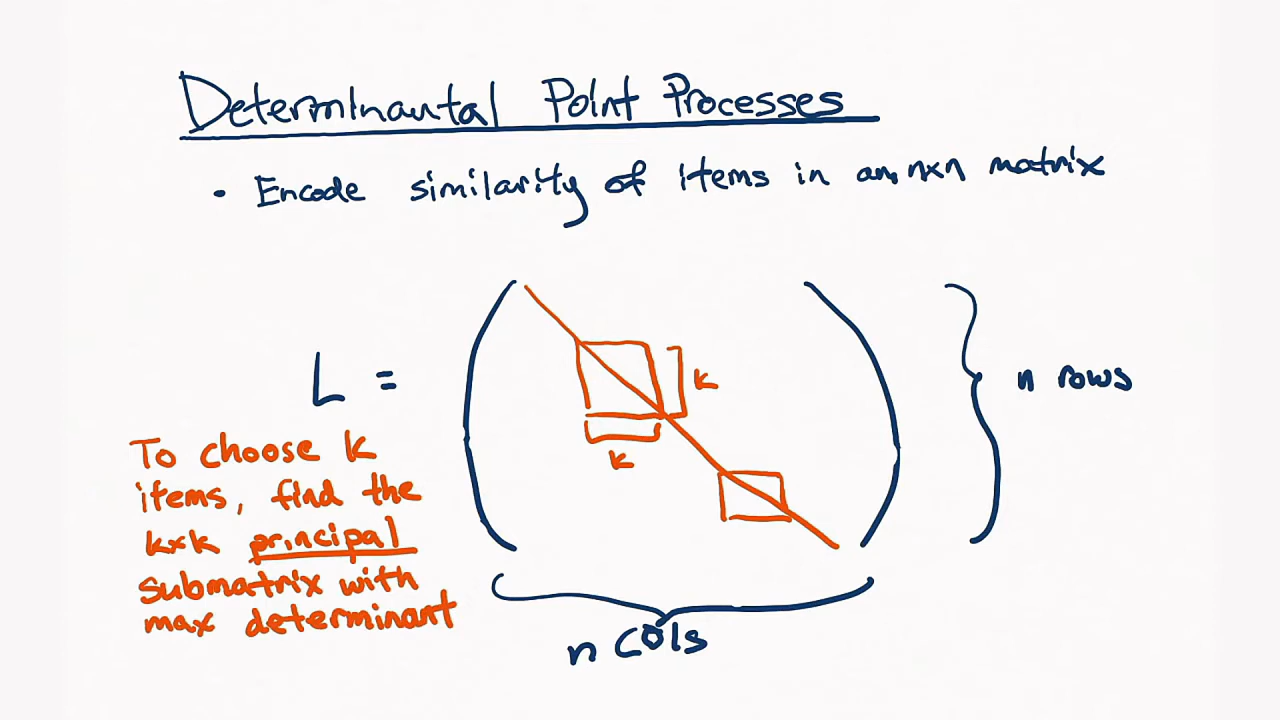 Determinantal Point Processes
• Encode similarity of items in an nxn matrix
L =
k
k
n rows
To choose k
items, find the
kxk principal
submatrix with
max determinant
n cols